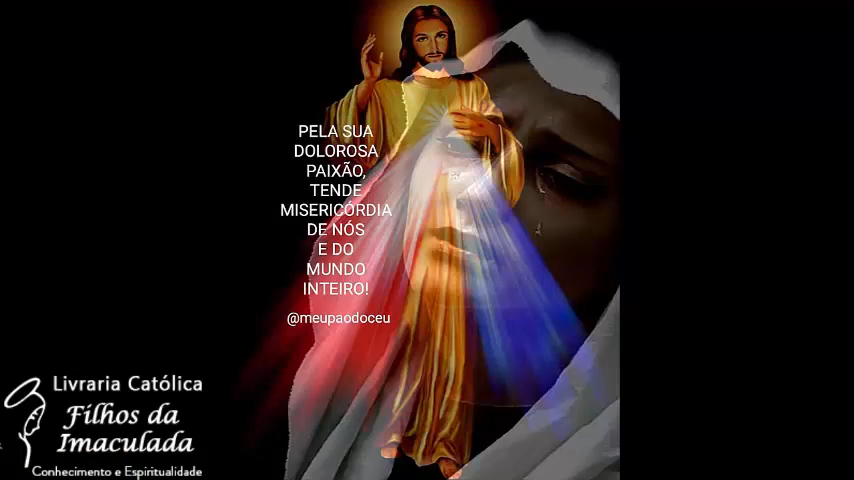 PELA SUA
DOLOROSA
PAIXÃO,
TENDE
MISERICÓRDIA
DE NÓS
E DO
MUNDO
INTEIRO!
@meupaodoceu
Livraria Católica
Filhos da
Imaculada
Conhecimento e Espiritualidade